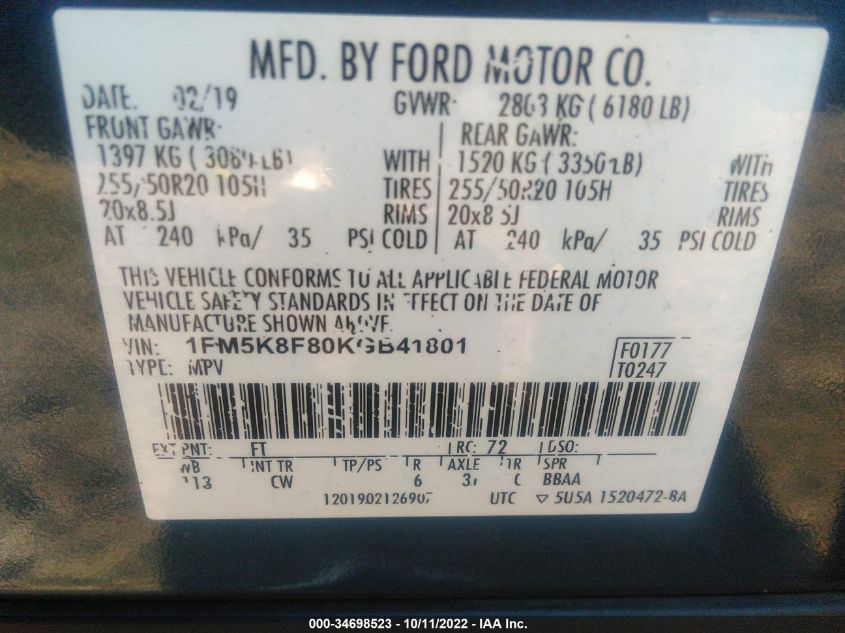 MFD. BY FORD MOTOR CO.
DATE: 02/19 GVWR: 2803 KG ( 6180 LB)
FRONT GAWR: REAR GAWR:
1397 KG ( LB) WITH 1520 KG ( 3350 LB) WITH
255/50R20 105H TIRES 255/50R20 105H TIRES
20x8.5J RIMS 20x8.5J RIMS
AT 240 kPa/ 35 PSI COLD AT 240 kPa/ 35 PSI COLD
THIS VEHICLE CONFORMS TO ALL APPLICABLE FEDERAL MOTOR
VEHICLE SAFETY STANDARDS IN EFFECT ON THE DATE OF
MANUFACTURE SHOWN ABOVE.
VIN: 1FM5K8F80KGB41801
F0177
TYPE: MPV
T0247
EXT PNT: FT RC: 72 DSO:
WB INT TR TP/PS R AXLE TR SPR
113 CW 6 BBAA
UTC ▽ 5U5A 1520472-BA
000-34698523 - 10/11/2022 - IAA Inc.